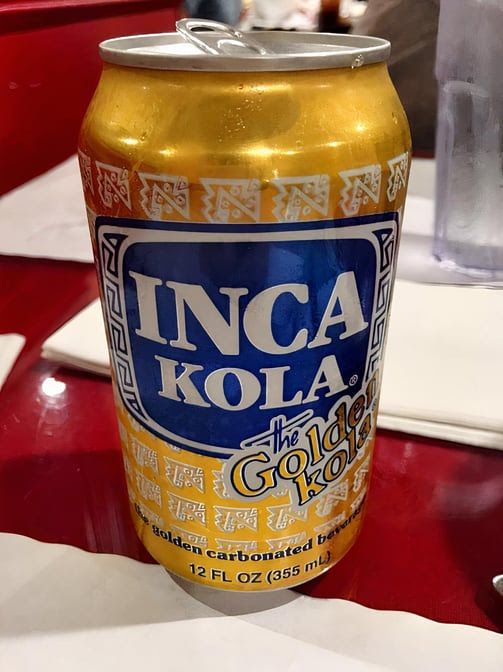 INCA
KOLA®
the
Golden
kola
the golden carbonated beverage
12 FL OZ (355 mL)